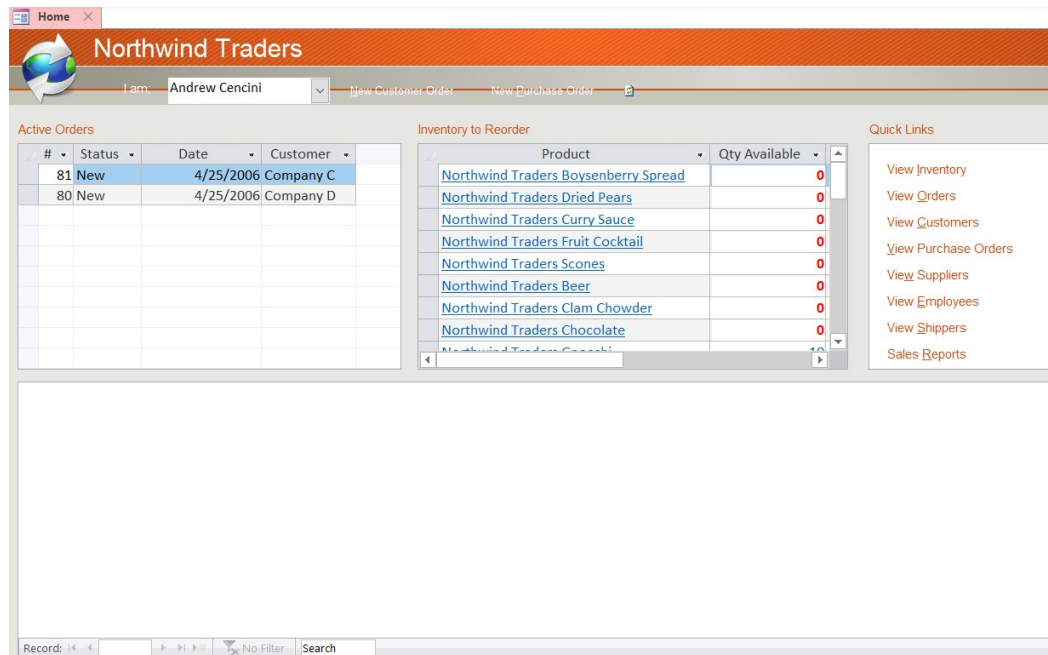 Home
Northwind Traders
I am: Andrew Cencini New Customer Order New Purchase Order
Active Orders
# Status Date Customer
81 New 4/25/2006 Company C
80 New 4/25/2006 Company D
Inventory to Reorder
Product Qty Available
Northwind Traders Boysenberry Spread 0
Northwind Traders Dried Pears 0
Northwind Traders Curry Sauce 0
Northwind Traders Fruit Cocktail 0
Northwind Traders Scones 0
Northwind Traders Beer 0
Northwind Traders Clam Chowder 0
Northwind Traders Chocolate 0
Northwind Traders Gnocchi 10
Quick Links
View Inventory
View Orders
View Customers
View Purchase Orders
View Suppliers
View Employees
View Shippers
Sales Reports
Record: No Filter Search